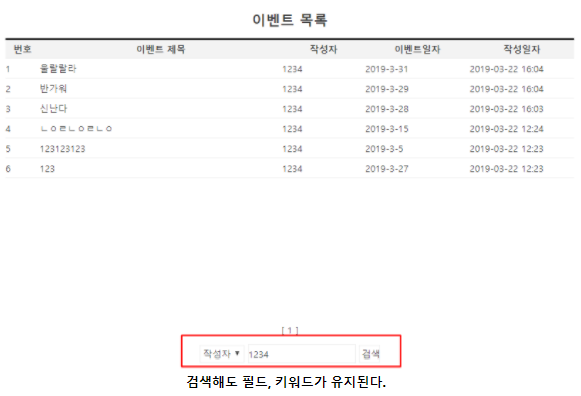 이벤트 목록
번호 이벤트 제목 작성자 이벤트일자 작성일자
1 울랄랄라 1234 2019-3-31 2019-03-22 16:04
2 반가워 1234 2019-3-29 2019-03-22 16:04
3 신난다 1234 2019-3-28 2019-03-22 16:03
4 ㄴㅇㄹㄴㅇㄹㄴㅇ 1234 2019-3-15 2019-03-22 12:24
5 123123123 1234 2019-3-5 2019-03-22 12:23
6 123 1234 2019-3-27 2019-03-22 12:23
[ 1 ]
작성자 ▼ 1234 검색
검색해도 필드, 키워드가 유지된다.